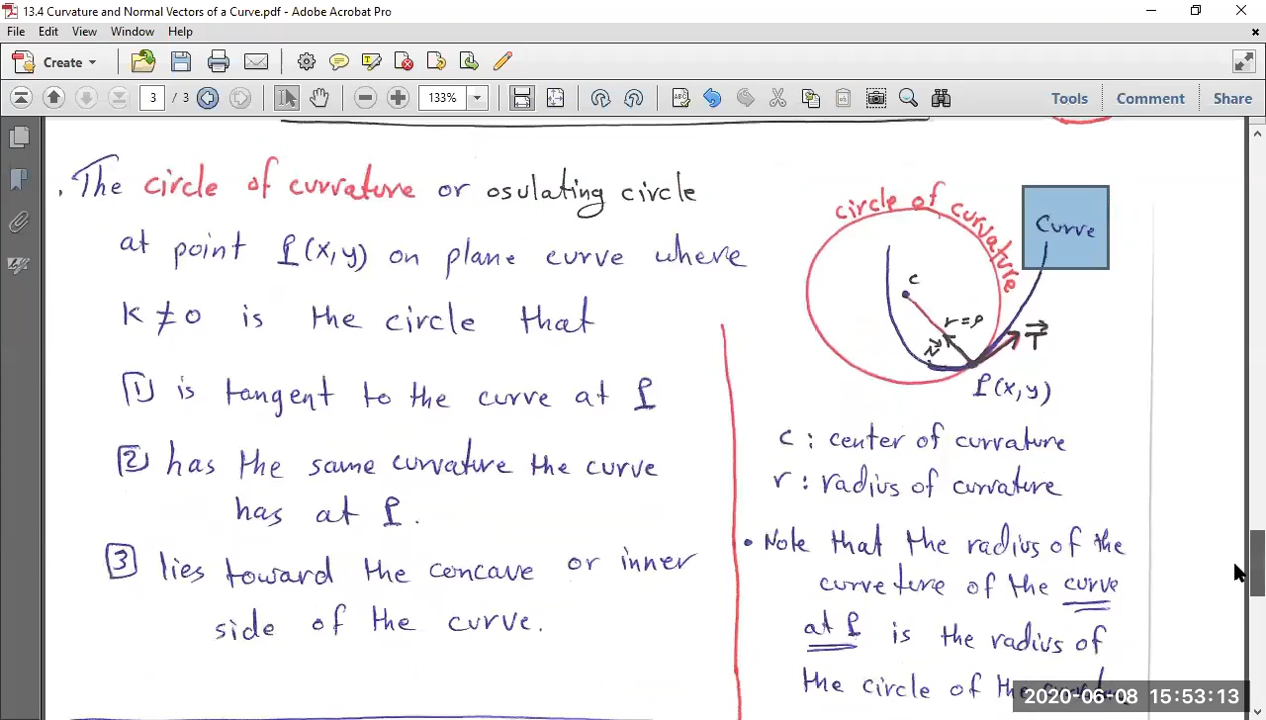 13.4 Curvature and Normal Vectors of a Curve.pdf - Adobe Acrobat Pro
File Edit View Window Help
Create
3 / 3 133% Tools Comment Share
. The circle of curvature or osulating circle
at point P(x,y) on plane curve where
K ≠ 0 is the circle that
1 is tangent to the curve at P
2 has the same curvature the curve
has at P.
3 lies toward the concave or inner
side of the curve.
circle of curvature
Curve
C
r = ρ
N
T
P(x,y)
C : center of curvature
r : radius of curvature
• Note that the radius of the
curveture of the curve
at P is the radius of
the circle of the
2020-06-08 15:53:13